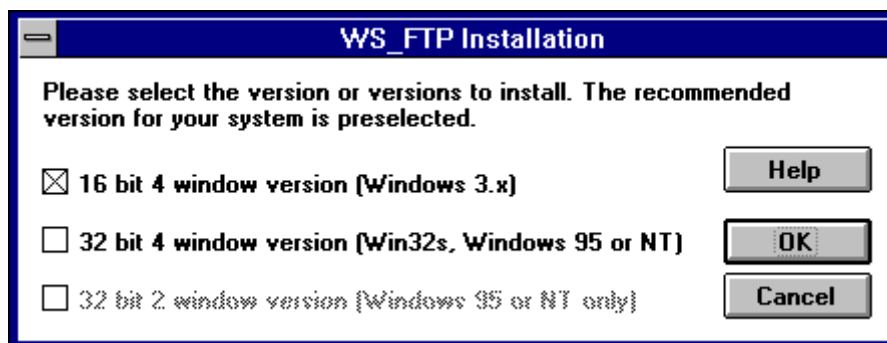 WS_FTP Installation
Please select the version or versions to install. The recommended
version for your system is preselected.
16 bit 4 window version (Windows 3.x)
Help
32 bit 4 window version (Win32s, Windows 95 or NT)
OK
32 bit 2 window version (Windows 95 or NT only)
Cancel